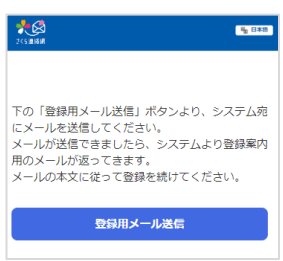 さくら連絡網
日本語
下の「登録用メール送信」ボタンより、システム宛
にメールを送信してください。
メールが送信できましたら、システムより登録案内
用のメールが返ってきます。
メールの本文に従って登録を続けてください。
登録用メール送信